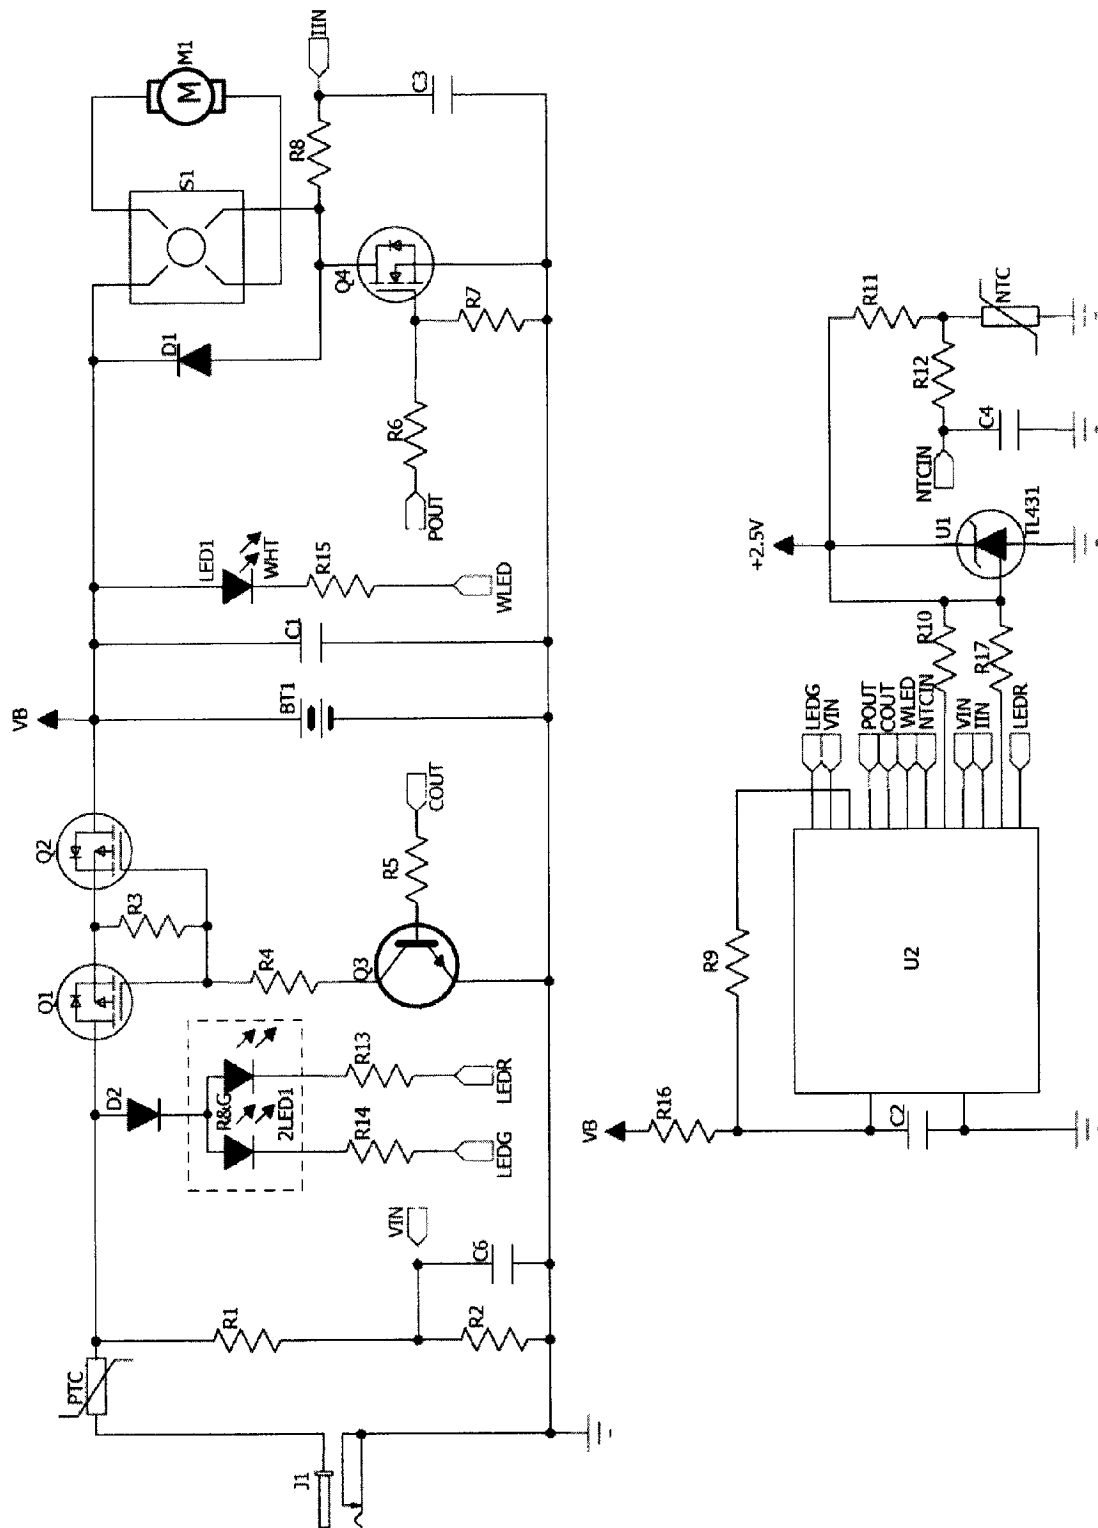 J1
PTC
R1
R2
C6
VIN
D2
R&G
2LED1
R14
LEDG
R13
LEDR
Q1
R3
Q2
R4
Q3
R5
COUT
VB
BT1
C1
LED1
WHT
R15
WLED
D1
S1
M1
M
R6
POUT
R7
Q4
R8
IIN
C3
VB
R16
C2
R9
U2
LEDG
VIN
POUT
COUT
WLED
NTCIN
VIN
IIN
LEDR
R10
R17
+2.5V
U1
TL431
NTCIN
C4
R12
R11
NTC